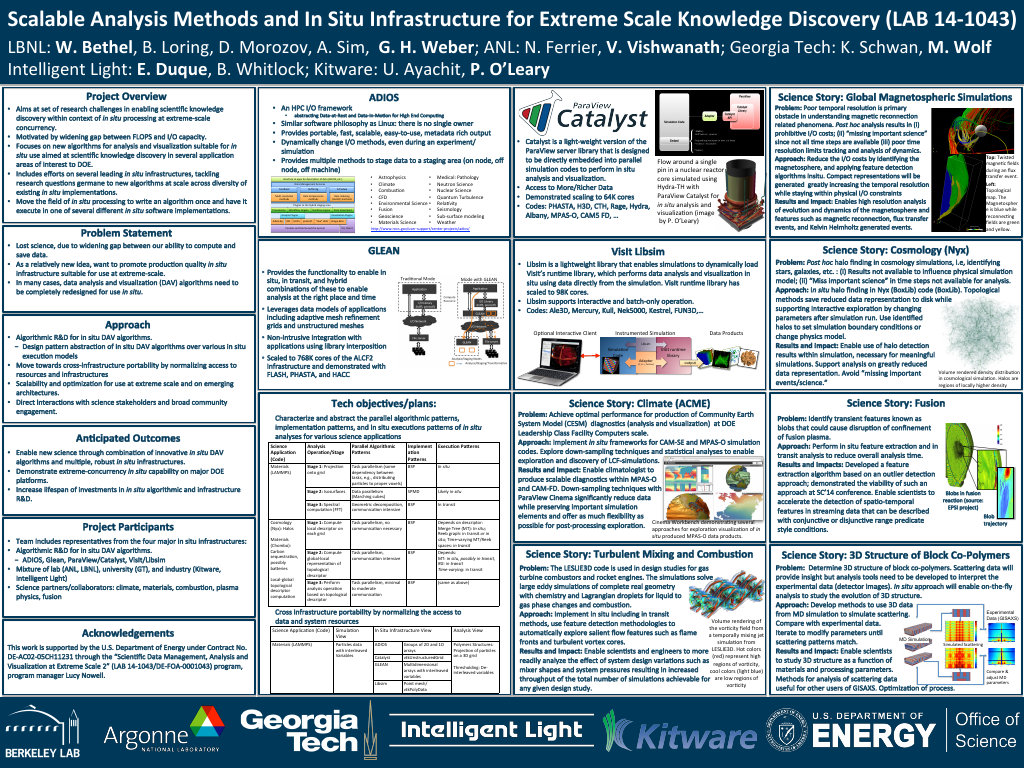 Scalable Analysis Methods and In Situ Infrastructure for Extreme Scale Knowledge Discovery (LAB 14-1043)
LBNL: W. Bethel, B. Loring, D. Morozov, A. Sim, G. H. Weber; ANL: N. Ferrier, V. Vishwanath; Georgia Tech: K. Schwan, M. Wolf
Intelligent Light: E. Duque, B. Whitlock; Kitware: U. Ayachit, P. O'Leary
Project Overview
• Aims at set of research challenges in enabling scientific knowledge
discovery within context of in situ processing at extreme-scale
concurrency.
• Motivated by widening gap between FLOPS and I/O capacity.
Focuses on new algorithms for analysis and visualization suitable for in
situ use aimed at scientific knowledge discovery in several application
areas of interest to DOE.
• Includes efforts on several leading in situ infrastructures, tackling
research questions germane to new algorithms at scale across diversity of
existing in situ implementations.
• Move the field of in situ processing to write an algorithm once and have it
execute in one of several different in situ software implementations.
Problem Statement
• Lost science, due to widening gap between our ability to compute and
save data.
• As a relatively new idea, want to promote production quality in situ
infrastructure suitable for use at extreme-scale.
• In many cases, data analysis and visualization (DAV) algorithms need to
be completely redesigned for use in situ.
Approach
• Algorithmic R&D for in situ DAV algorithms.
– Design pattern abstraction of in situ DAV algorithms over various in situ
execution models
• Move towards cross-infrastructure portability by normalizing access to
resources and infrastructures
• Scalability and optimization for use at extreme scale and on emerging
architectures.
• Direct interactions with science stakeholders and broad community
engagement.
Anticipated Outcomes
• Enable new science through combination of innovative in situ DAV
algorithms and multiple, robust in situ infrastructures.
• Demonstrate extreme-concurrency in situ capability on major DOE
platforms.
• Increase lifespan of investments in in situ algorithmic and infrastructure
R&D.
Project Participants
• Team includes representatives from the four major in situ infrastructures:
• Algorithmic R&D for in situ DAV algorithms.
– ADIOS, Glean, ParaView/Catalyst, VisIt/Libsim
• Mixture of lab (ANL, LBNL), university (GT), and industry (Kitware,
Intelligent Light)
• Science partners/collaborators: climate, materials, combustion, plasma
physics, fusion
Acknowledgements
This work is supported by the U.S. Department of Energy under Contract No.
DE-AC02-05CH11231 through the "Scientific Data Management, Analysis and
Visualization at Extreme Scale 2" (LAB 14-1043/DE-FOA-0001043) program,
program manager Lucy Nowell.
ADIOS
• An HPC I/O framework
• abstracting Data-at-Rest and Data-in-Motion for High End Computing
• Similar software philosophy as Linux: there is no single owner
• Provides portable, fast, scalable, easy-to-use, metadata rich output
• Dynamically change I/O methods, even during an experiment/
simulation
• Provides multiple methods to stage data to a staging area (on node, off
node, off machine)
• Astrophysics
• Climate
• Combustion
• CFD
• Environmental Science
• Fusion
• Geoscience
• Materials Science
• Medical: Pathology
• Neutron Science
• Nuclear Science
• Quantum Turbulence
• Relativity
• Seismology
• Sub-surface modeling
• Weather
GLEAN
• Provides the functionality to enable in
situ, in transit, and hybrid
combinations of these to enable
analysis at the right place and time
• Leverages data models of applications
including adaptive mesh refinement
grids and unstructured meshes
• Non-intrusive integration with
applications using library interposition
• Scaled to 768K cores of the ALCF2
infrastructure and demonstrated with
FLASH, PHASTA, and HACC
Traditional Mode
Mode with GLEAN
Tech objectives/plans:
Characterize and abstract the parallel algorithmic patterns,
implementation patterns, and in situ executions patterns of in situ
analyses for various science applications
Science Application (Code) Analysis Operation/Stage Parallel Algorithmic Patterns Implementation Patterns Execution Patterns
Materials (LAMMPS) Stage 1: Projection onto grid Task parallelism (some dependency between tasks, e.g., distributing particles to proper voxels) BSP In situ
Stage 2: Isosurfaces Data parallelism (Marching cubes) SPMD Likely in situ
Stage 3: Spectral computation (FFT) Geometric decomposition, communication intensive BSP In transit
Cosmology (Nyx): Halos Stage 1: Compute local descriptor on each grid Task parallelism, no communication necessary BSP
Materials (LAMMPS): Carbon sequestration, possibly batteries
Stage 2: Compute global/local representation of topological descriptor Task parallelism, communication intensive BSP
Local-global topological descriptor computation
Stage 3: Perform analysis operation based on topological descriptor Task parallelism, minimal to moderate communication BSP (same as above)
Cross infrastructure portability by normalizing the access to
data and system resources
Science Application (Code) Simulation View In Situ Infrastructure View Analysis View
Materials (LAMMPS) Particles data with interleaved Variables ADIOS Groups of 2D and 1D arrays
Catalyst vtkUnstructuredGrid
GLEAN Multidimensional arrays with interleaved variables
Libsim Point mesh/ vtkPolyData
ParaView
Catalyst
• Catalyst is a light-weight version of the
ParaView server library that is designed
to be directly embedded into parallel
simulation codes to perform in situ
analysis and visualization.
• Access to More/Richer Data
• Demonstrated scaling to 64K cores
• Codes: PHASTA, H3D, CTH, Rage, Hydra,
Albany, MPAS-O, CAM5 FD, ...
Flow around a single
pin in a nuclear reactor
core simulated using
Hydra-TH with
ParaView Catalyst for
in situ analysis and
visualization (image
by P. O'Leary)
Visit Libsim
• Libsim is a lightweight library that enables simulations to dynamically load
VisIt's runtime library, which performs data analysis and visualization in
situ using data directly from the simulation. Visit runtime library has
scaled to 98K cores.
• Libsim supports interactive and batch-only operation.
• Codes: Ale3D, Mercury, Kull, Nek5000, Kestrel, FUN3D,...
Optional Interactive Client
Instrumented Simulation
Data Products
Science Story: Climate (ACME)
Problem: Achieve optimal performance for production of Community Earth
System Model (CESM) diagnostics (analysis and visualization) at DOE
Leadership Class Facility Computers scale.
Approach: Implement in situ frameworks for CAM-SE and MPAS-O simulation
codes. Explore down-sampling techniques and statistical analyses to enable
exploration and discovery of LCF-simulations.
Results and Impact: Enable climatologist to
produce scalable diagnostics within MPAS-O
and CAM-FD. Down-sampling techniques with
ParaView Cinema significantly reduce data
while preserving important simulation
elements and offer as much flexibility as
possible for post-processing exploration.
Cinema Workbench demonstrating several
approaches for exploration visualization of in
situ produced MPAS-O data products.
Science Story: Turbulent Mixing and Combustion
Problem: The LESLIE3D code is used in design studies for gas
turbine combustors and rocket engines. The simulations solve
large eddy simulations of complete real geometry
with chemistry and Lagrangian droplets for liquid to
gas phase changes and combustion.
Approach: Implement in situ including in transit
methods, use feature detection methodologies to
automatically explore salient flow features such as flame
fronts and turbulent vortex cores.
Results and Impact: Enable scientists and engineers to more
readily analyze the effect of system design variations such as
mixer shapes and system pressures resulting in increased
throughput of the total number of simulations achievable for
any given design study.
Volume rendering of
the vorticity field from
a temporally mixing jet
simulation from
LESLIE3D. Hot colors
(red) represent high
regions of vorticity,
cool colors (light blue)
are low regions of
vorticity
Science Story: Global Magnetospheric Simulations
Problem: Poor temporal resolution is primary
obstacle in understanding magnetic reconnection
related phenomena. Post hoc analysis results in (i)
prohibitive I/O costs; (ii) "missing important science"
since not all time steps are available (iii) poor time
resolution limits tracking and analysis of dynamics.
Approach: Reduce the I/O costs by identifying the
magnetosphere, and applying feature detection
algorithms insitu. Compact representations will be
generated greatly increasing the temporal resolution
while staying within physical I/O constraints
Results and Impact: Enables high resolution analysis
of evolution and dynamics of the magnetosphere and
features such as magnetic reconnection, flux transfer
events, and Kelvin Helmholtz generated events.
Top: Twisted
magnetic fields
during an flux
transfer event.
Left:
Topological
map. The
Magnetospher
e is blue while
reconnecting
fields are green
and yellow.
Science Story: Cosmology (Nyx)
Problem: Post hoc halo finding in cosmology simulations, i.e, identifying
stars, galaxies, etc. : (i) Results not available to influence physical simulation
model; (ii) "Miss important science" in time steps not available for analysis.
Approach: In situ halo finding in Nyx (BoxLib) code (BoxLib). Topological
methods save reduced data representation to disk while
supporting interactive exploration by changing
parameters after simulation run. Use identified
halos to set simulation boundary conditions or
change physics model.
Results and Impact: Enable use of halo detection
results within simulation, necessary for meaningful
simulations. Support analysis on greatly reduced
data representation. Avoid "missing important
events/science."
Volume rendered density distribution
in cosmological simulation. Halos are
regions of locally higher density
Science Story: Fusion
Problem: Identify transient features known as
blobs that could cause disruption of confinement
of fusion plasma.
Approach: Perform in situ feature extraction and in
transit analysis to reduce overall analysis time.
Results and Impacts: Developed a feature
extraction algorithm based on an outlier detection
approach; demonstrated the viability of such an
approach at SC'14 conference. Enable scientists to
accelerate the detection of spatio-temporal
features in streaming data that can be described
with conjunctive or disjunctive range predicate
style conditions.
Blobs in fusion
reaction (source:
EPSI project)
Blob
trajectory
Science Story: 3D Structure of Block Co-Polymers
Problem: Determine 3D structure of block co-polymers. Scattering data will
provide insight but analysis tools need to be developed to interpret the
experimental data (detector images). In situ approach will enable on-the-fly
analysis to study the evolution of 3D structure.
Approach: Develop methods to use 3D data
from MD simulation to simulate scattering.
Compare with experimental data.
Iterate to modify parameters until
scattering patterns match.
Results and Impact: Enable scientists
to study 3D structure as a function of
materials and processing parameters.
Methods for analysis of scattering data
useful for other users of GISAXS. Optimization of process.
Experimental
Data (GISAXS)
MD Simulation
Simulated Scattering
Compare &
adjust MD
parameters
BERKELEY LAB
Argonne
NATIONAL LABORATORY
Georgia
Tech
Intelligent Light
Kitware
U.S. DEPARTMENT OF
ENERGY
Office of
Science